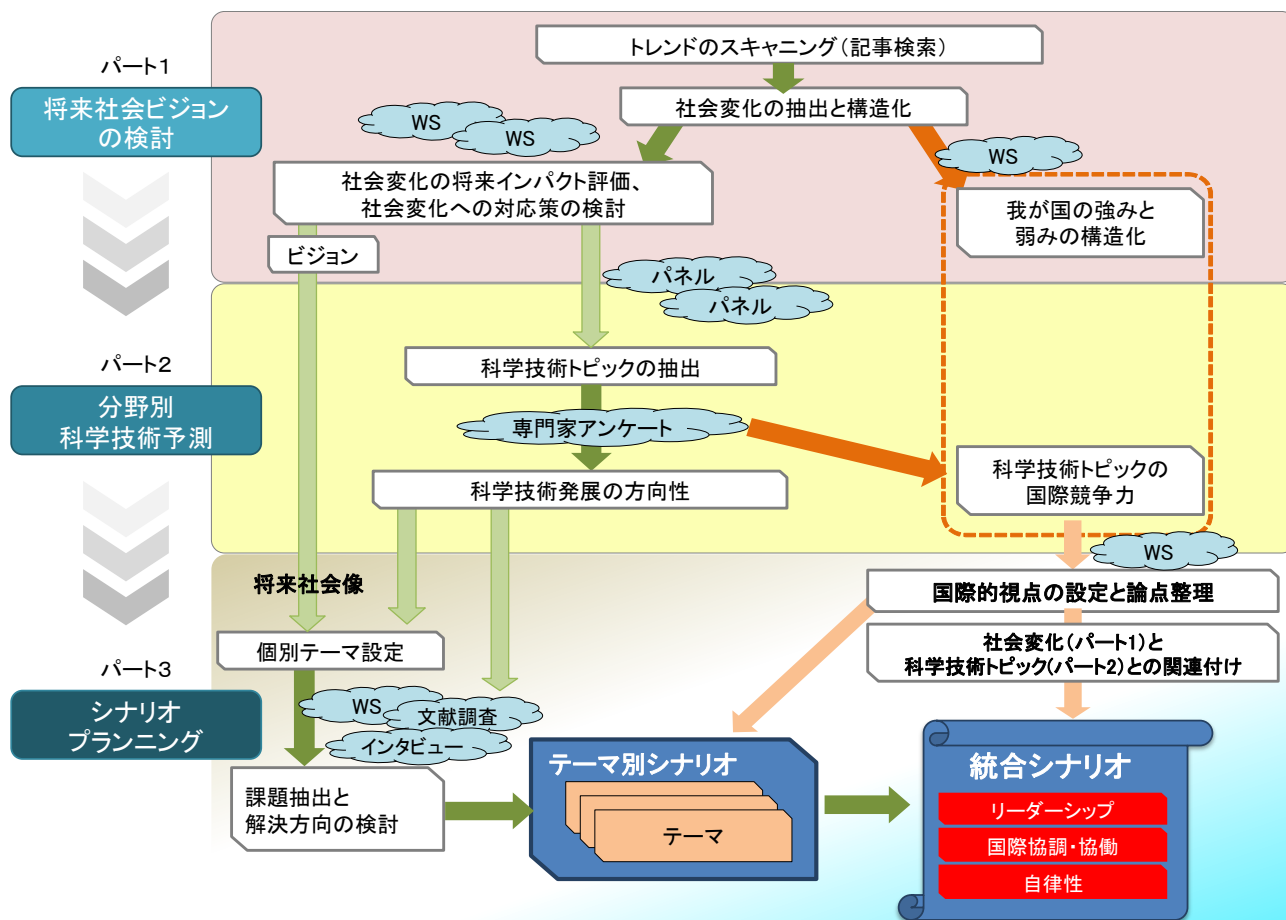 トレンドのスキャニング(記事検索)
パート1
将来社会ビジョン
の検討
社会変化の抽出と構造化
WS
WS
WS
社会変化の将来インパクト評価、
社会変化への対応策の検討
我が国の強みと
弱みの構造化
ビジョン
パネル
パネル
パート2
分野別
科学技術予測
科学技術トピックの抽出
専門家アンケート
科学技術発展の方向性
科学技術トピックの
国際競争力
WS
将来社会像
国際的視点の設定と論点整理
個別テーマ設定
社会変化(パート1)と
科学技術トピック(パート2)との関連付け
パート3
シナリオ
プランニング
WS
文献調査
インタビュー
課題抽出と
解決方向の検討
テーマ別シナリオ
テーマ
統合シナリオ
リーダーシップ
国際協調・協働
自律性